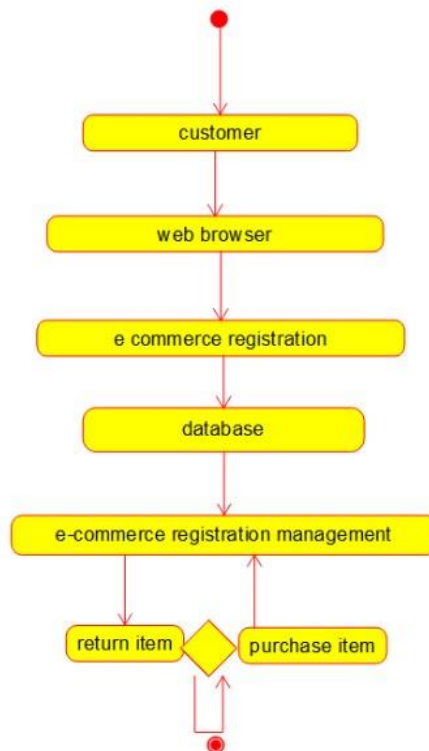 customer
web browser
e commerce registration
database
e-commerce registration management
return item
purchase item